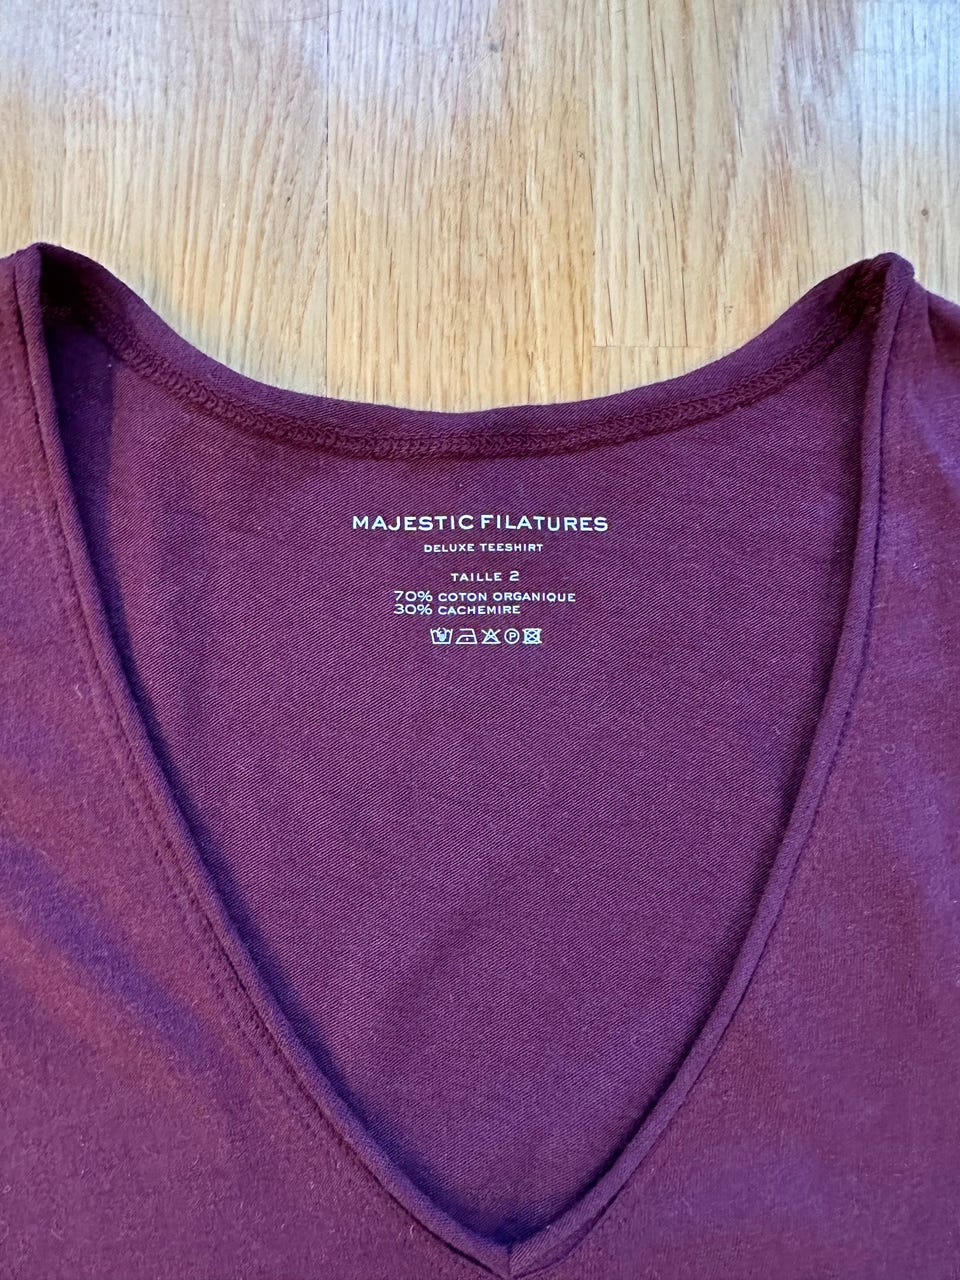 MAJESTIC FILATURES
DELUXE TEESHIRT
TAILLE 2
70% COTON ORGANIQUE
30% CACHEMIRE
P